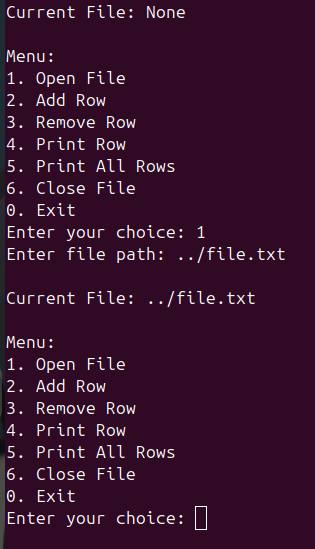 Current File: None
Menu:
1. Open File
2. Add Row
3. Remove Row
4. Print Row
5. Print All Rows
6. Close File
0. Exit
Enter your choice: 1
Enter file path: ../file.txt
Current File: ../file.txt
Menu:
1. Open File
2. Add Row
3. Remove Row
4. Print Row
5. Print All Rows
6. Close File
0. Exit
Enter your choice: